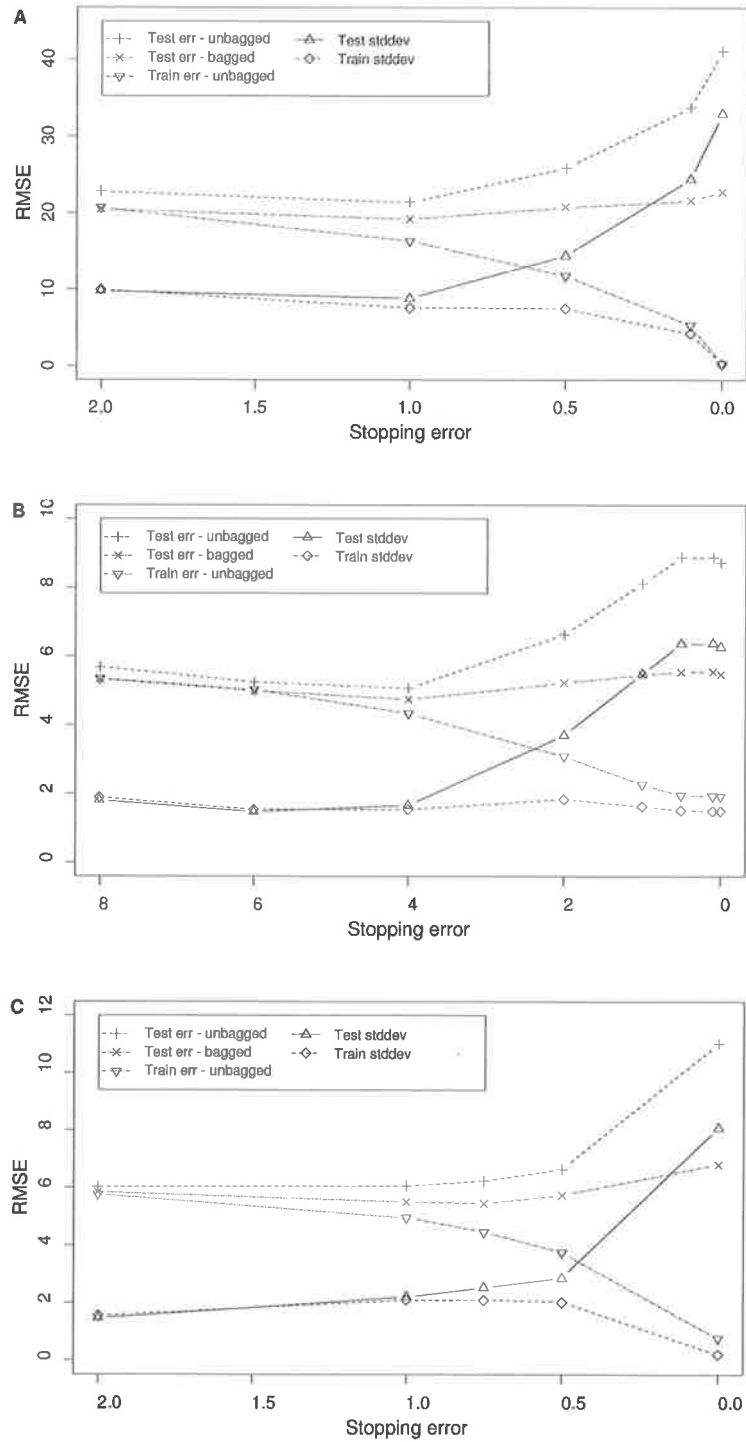 A
Test err - unbagged
Test err - bagged
Train err - unbagged
Test stddev
Train stddev
RMSE
40
30
20
10
0
2.0
1.5
1.0
0.5
0.0
Stopping error
B
Test err - unbagged
Test err - bagged
Train err - unbagged
Test stddev
Train stddev
RMSE
10
8
6
4
2
0
8
6
4
2
0
Stopping error
C
Test err - unbagged
Test err - bagged
Train err - unbagged
Test stddev
Train stddev
RMSE
12
10
8
6
4
2
0
2.0
1.5
1.0
0.5
0.0
Stopping error